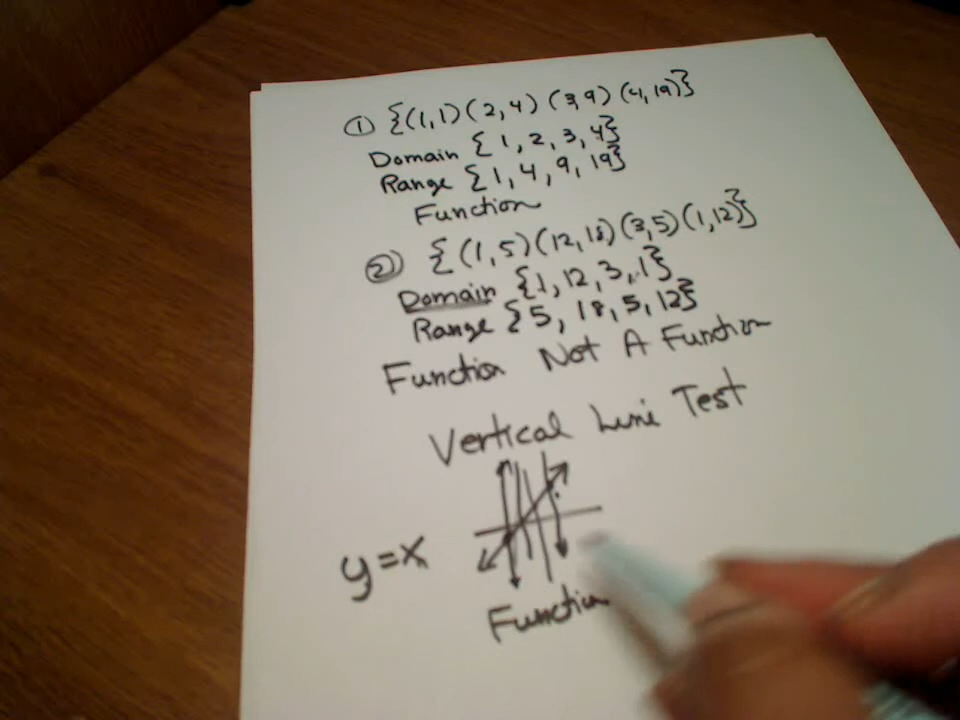 ① {(1,1)(2,4)(3,9)(4,19)}
Domain {1,2,3,4}
Range {1,4,9,19}
Function
② {(1,5)(12,18)(3,5)(1,12)}
Domain {1,12,3,1}
Range {5,18,5,12}
Function Not A Function
Vertical Line Test
y=x
Function